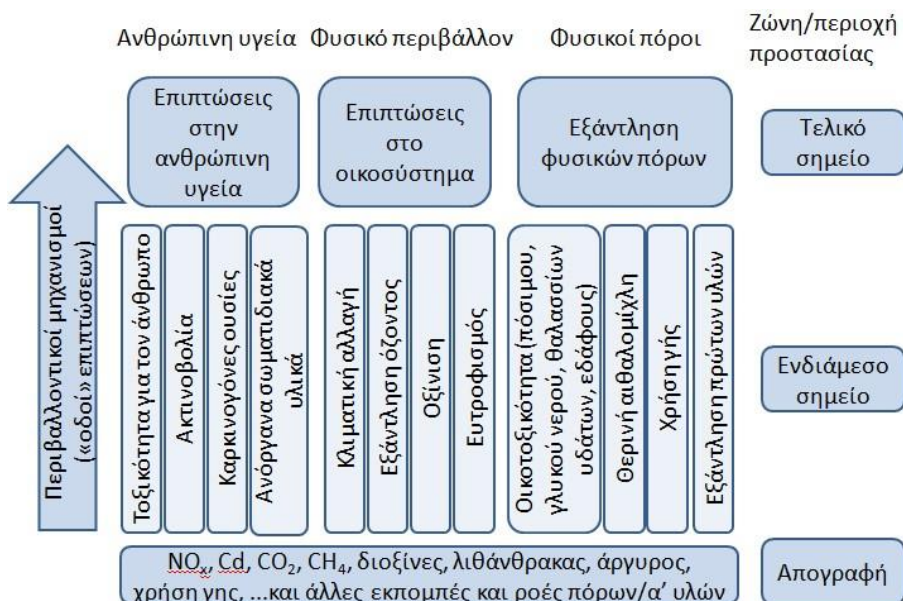 Ανθρώπινη υγεία
Φυσικό περιβάλλον
Φυσικοί πόροι
Ζώνη/περιοχή
προστασίας
Επιπτώσεις
στην
ανθρώπινη
υγεία
Επιπτώσεις
στο
οικοσύστημα
Εξάντληση
φυσικών πόρων
Τελικό
σημείο
Περιβαλλοντικοί μηχανισμοί
(«οδοί» επιπτώσεων)
Τοξικότητα για τον άνθρωπο
Ακτινοβολία
Καρκινογόνες ουσίες
Ανόργανα σωματιδιακά
υλικά
Κλιματική αλλαγή
Εξάντληση όζοντος
Οξίνιση
Ευτροφισμός
Οικοτοξικότητα (πόσιμου,
γλυκού νερού, θαλασσίων
υδάτων, εδάφους)
Θερινή αιθαλομίχλη
Χρήση γής
Εξάντληση πρώτων υλών
Ενδιάμεσο
σημείο
NOx, Cd, CO2, CH4, διοξίνες, λιθάνθρακας, άργυρος,
χρήση γης, ...και άλλες εκπομπές και ροές πόρων/α’ υλών
Απογραφή